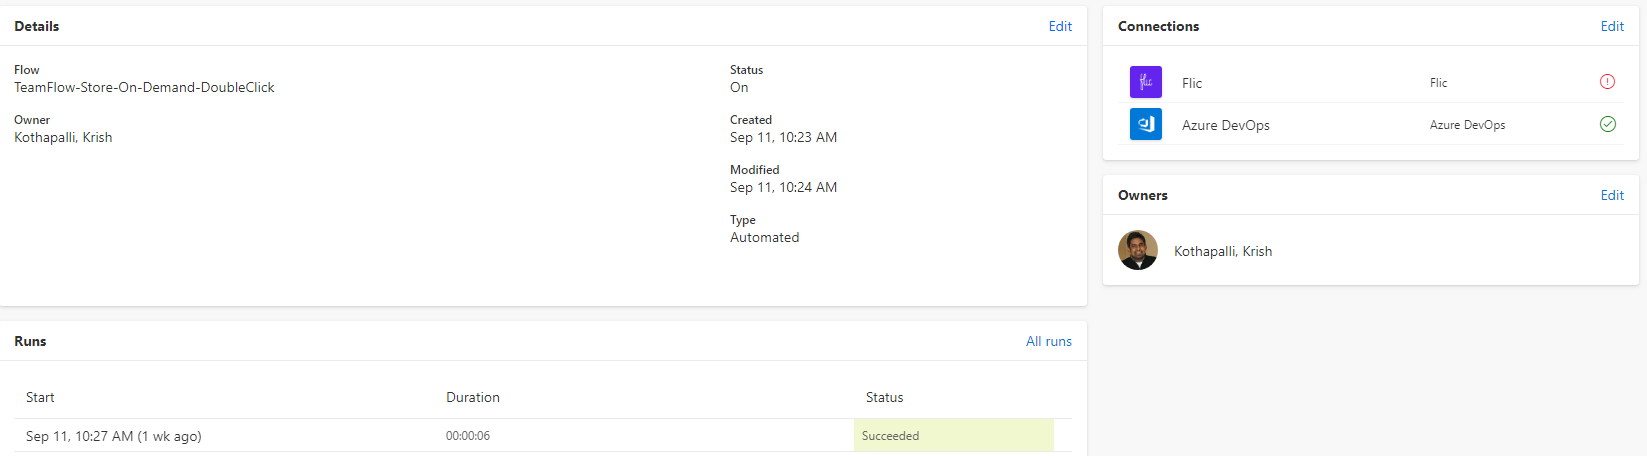 Details
Edit
Flow
TeamFlow-Store-On-Demand-DoubleClick
Owner
Kothapalli, Krish
Status
On
Created
Sep 11, 10:23 AM
Modified
Sep 11, 10:24 AM
Type
Automated
Connections
Edit
flic
Flic
Flic
Azure DevOps
Azure DevOps
Owners
Edit
Kothapalli, Krish
Runs
All runs
Start
Duration
Status
Sep 11, 10:27 AM (1 wk ago)
00:00:06
Succeeded